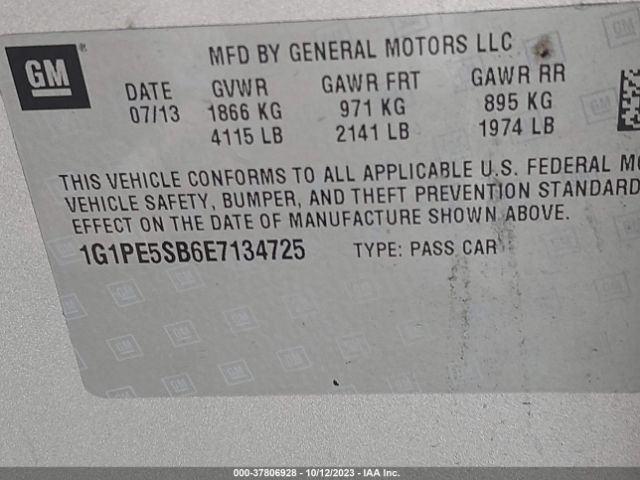 GM
MFD BY GENERAL MOTORS LLC
DATE GVWR GAWR FRT GAWR RR
07/13 1866 KG 971 KG 895 KG
4115 LB 2141 LB 1974 LB
THIS VEHICLE CONFORMS TO ALL APPLICABLE U.S. FEDERAL MO
VEHICLE SAFETY, BUMPER, AND THEFT PREVENTION STANDARD
EFFECT ON THE DATE OF MANUFACTURE SHOWN ABOVE.
1G1PE5SB6E7134725 TYPE: PASS CAR
000-37806928 - 10/12/2023 - IAA Inc.